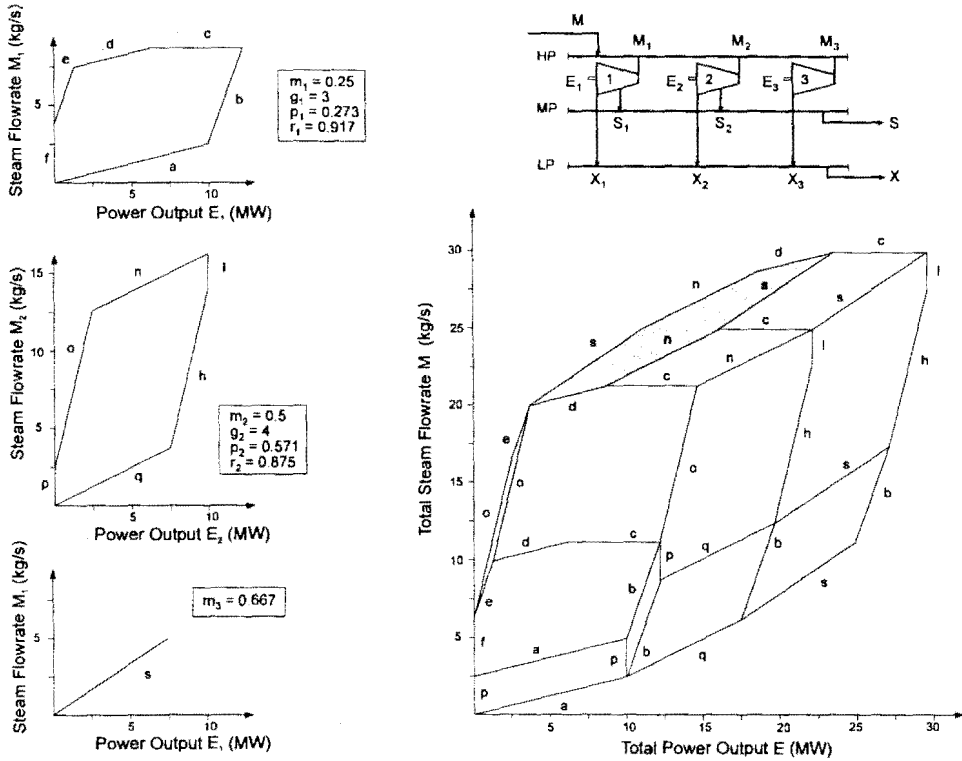 Steam Flowrate M₁ (kg/s)
5
e
d
c
b
f
a
5
10
Power Output E₁ (MW)
m₁ = 0.25
g₁ = 3
p₁ = 0.273
r₁ = 0.917
M
M₁
M₂
M₃
HP
E₁
1
E₂
2
E₃
3
MP
S₁
S₂
S
LP
X₁
X₂
X₃
X
Steam Flowrate M₂ (kg/s)
15
10
5
n
l
o
h
p
q
5
10
Power Output E₂ (MW)
m₂ = 0.5
g₂ = 4
p₂ = 0.571
r₂ = 0.875
Steam Flowrate M₁ (kg/s)
5
s
5
10
Power Output E₁ (MW)
m₃ = 0.667
Total Steam Flowrate M (kg/s)
30
25
20
15
10
5
c
d
n
s
l
s
s
n
c
n
l
c
d
h
e
o
o
h
o
s
d
c
p
q
b
e
b
b
f
s
a
p
b
q
p
a
5
10
15
20
25
30
Total Power Output E (MW)